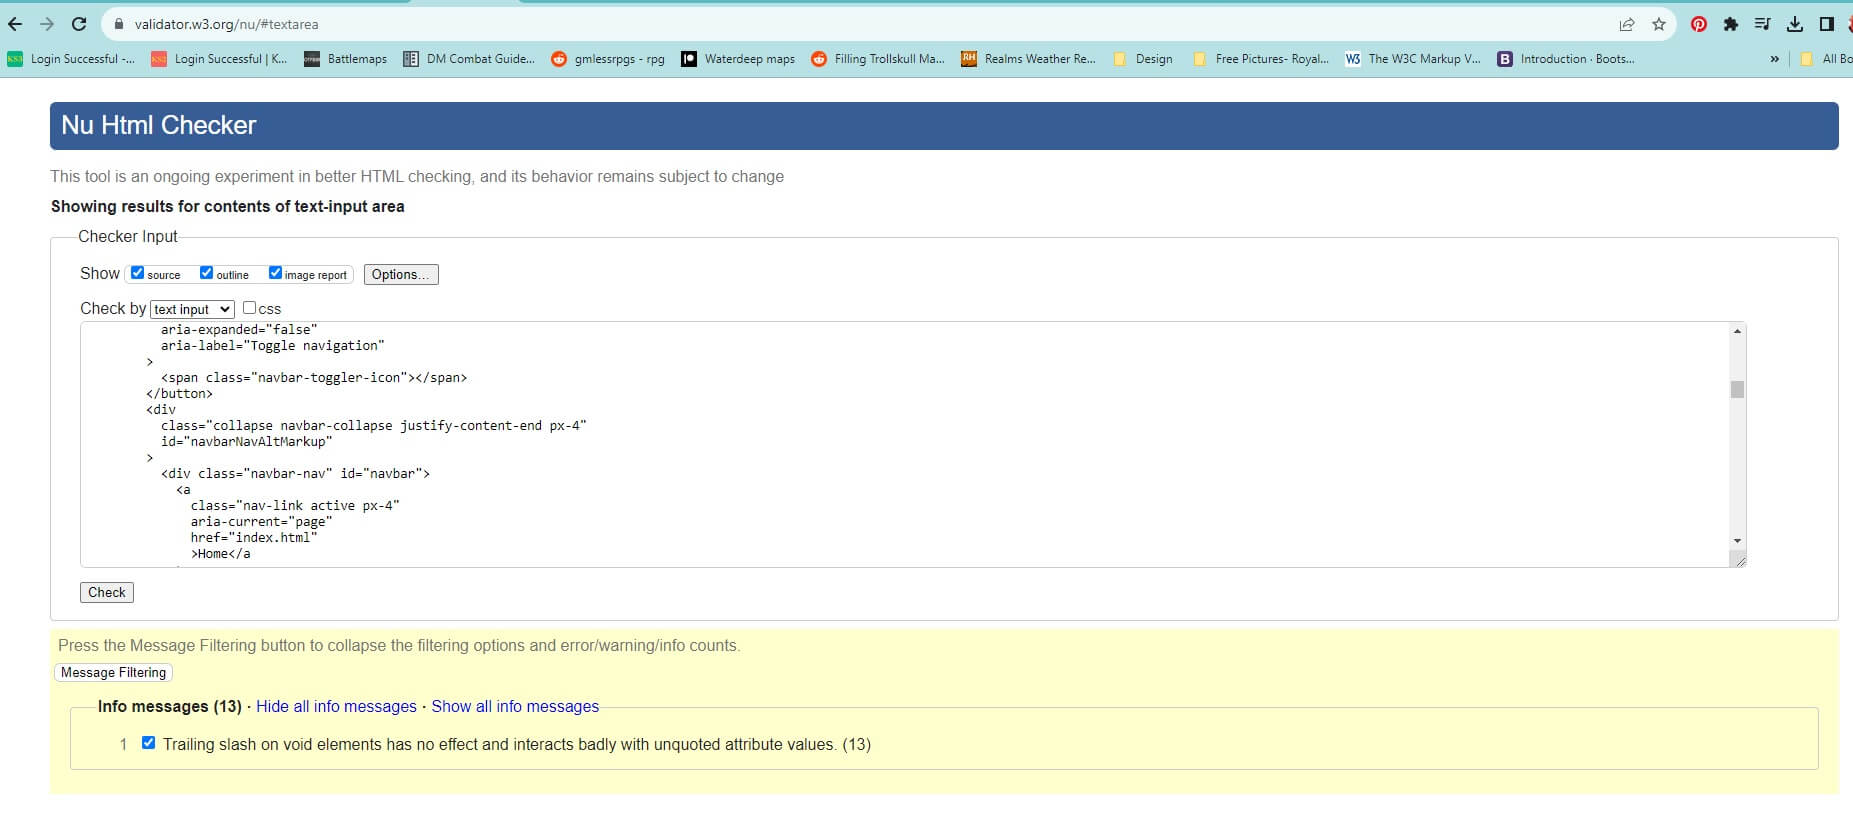 validator.w3.org/nu/#textarea
KS3 Login Successful -... KS3 Login Successful | K... Battlemaps DM Combat Guide... gmlessrpgs - rpg Waterdeep maps Filling Trollskull Ma... RH Realms Weather Re... Design Free Pictures- Royal... W3 The W3C Markup V... B Introduction · Boots... » All Bo
Nu Html Checker
This tool is an ongoing experiment in better HTML checking, and its behavior remains subject to change
Showing results for contents of text-input area
Checker Input
Show source outline image report Options...
Check by text input css
aria-expanded="false"
aria-label="Toggle navigation"
>
<span class="navbar-toggler-icon"></span>
</button>
<div
class="collapse navbar-collapse justify-content-end px-4"
id="navbarNavAltMarkup"
>
<div class="navbar-nav" id="navbar">
<a
class="nav-link active px-4"
aria-current="page"
href="index.html"
>Home</a
Check
Press the Message Filtering button to collapse the filtering options and error/warning/info counts.
Message Filtering
Info messages (13) · Hide all info messages · Show all info messages
1 Trailing slash on void elements has no effect and interacts badly with unquoted attribute values. (13)